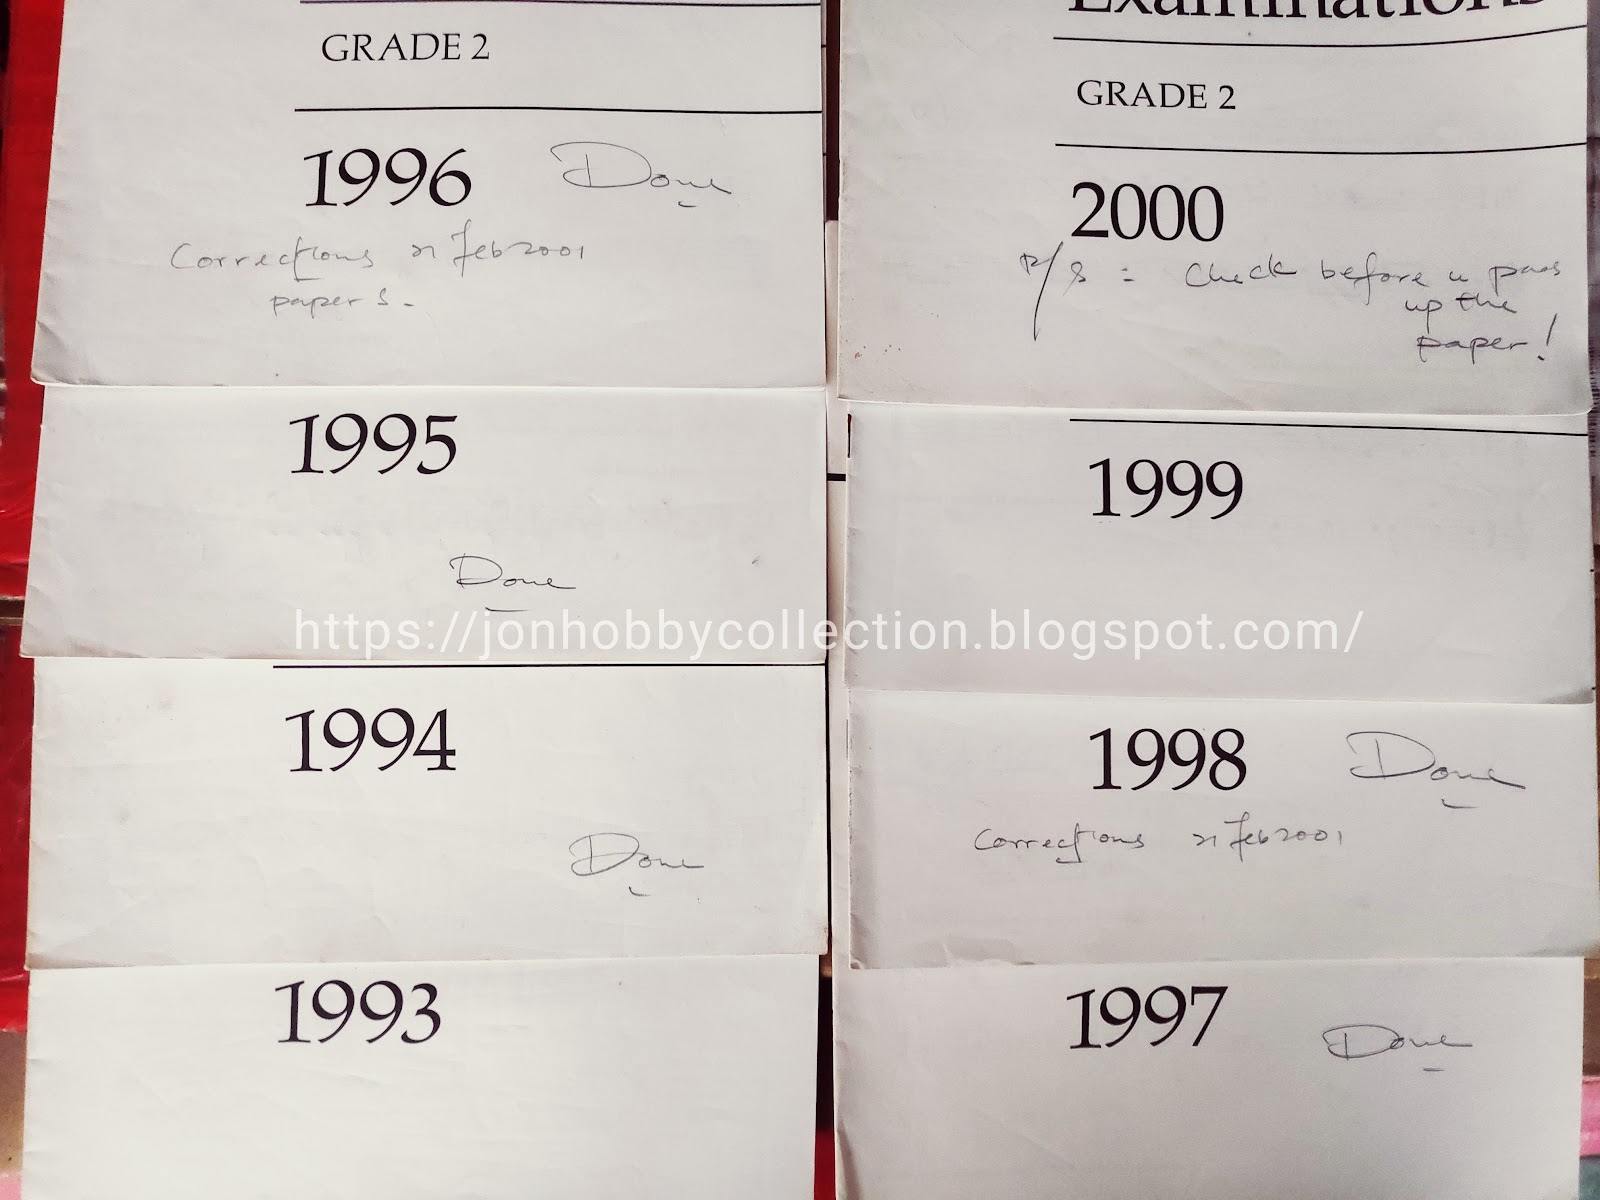 GRADE 2
1996 Done
Corrections 21 Feb 2001
papers.
1995
Done
1994
Done
1993
Examinations
GRADE 2
2000
P/S : Check before u pass
up the
paper!
1999
1998 Done
Corrections 21 Feb 2001
1997 Done
https://jonhobbycollection.blogspot.com/